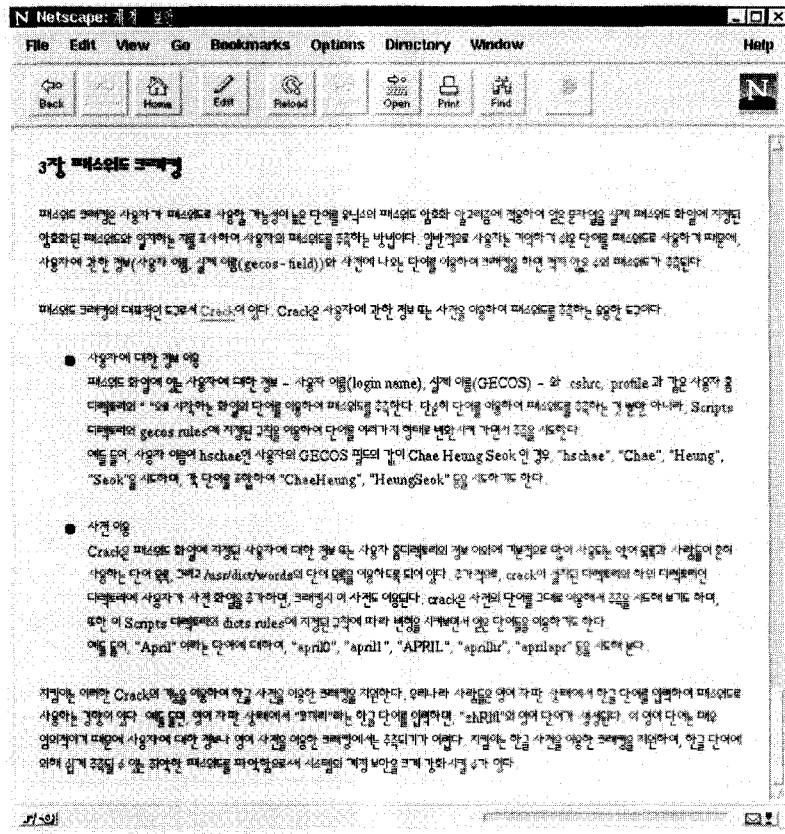 Netscape: 계정 보안
File Edit View Go Bookmarks Options Directory Window Help
Back Home Edit Reload Open Print Find
N
3장 패스워드 크래킹
패스워드 크래킹은 사용자가 패스워드로 사용할 가능성이 높은 단어를 유닉스의 패스워드 암호화 알고리즘에 적용하여 얻은 문자열을 실제 패스워드 화일에 지정된
암호화된 패스워드와 일치하는 지를 조사하여 사용자의 패스워드를 추측하는 방법이다. 일반적으로 사용자는 기억하기 쉬운 단어를 패스워드로 사용하기 때문에,
사용자에 관한 정보(사용자 이름, 실제 이름(gecos-field))와 사전에 나오는 단어를 이용하여 크래킹을 하면 적지 않은 수의 패스워드가 추측된다.
패스워드 크래킹의 대표적인 도구로서 Crack이 있다. Crack은 사용자에 관한 정보 또는 사전을 이용하여 패스워드를 추측하는 유용한 도구이다.
사용자에 대한 정보 이용
패스워드 화일에 있는 사용자에 대한 정보 - 사용자 이름(login name), 실제 이름(GECOS) - 와 .cshrc, profile 과 같은 사용자 홈
디렉토리의 "."으로 시작하는 화일의 단어를 이용하여 패스워드를 추측한다. 단순히 단어를 이용하여 패스워드를 추측하는 것 뿐만 아니라, Scripts
디렉토리의 gecos rules에 지정된 규칙을 이용하여 단어를 여러가지 형태로 변환시켜 가면서 추측을 시도한다.
예를 들어, 사용자 이름이 hschae인 사용자의 GECOS 필드의 값이 Chae Heung Seok 인 경우, "hschae", "Chae", "Heung",
"Seok"을 시도하며, 각 단어를 조합하여 "ChaeHeung", "HeungSeok" 등을 시도하기도 한다.
사전 이용
Crack은 패스워드 화일에 지정된 사용자에 대한 정보 또는 사용자 홈디렉토리의 정보 이외에 기본적으로 많이 사용되는 약어 목록과 사람들이 흔히
사용하는 단어 목록, 그리고 /usr/dict/words의 단어 목록을 이용하도록 되어 있다. 추가적으로, crack이 설치된 디렉토리의 하위 디렉토리인
디렉토리에 사용자가 사전 화일을 추가하면, 크래킹시 이 사전도 이용된다. crack은 사전의 단어를 그대로 이용해서 추측을 시도해 보기도 하며,
또한 이 Scripts 디렉토리의 dicts rules에 지정된 규칙에 따라 변형을 시켜보면서 얻은 단어들을 이용하기도 한다.
예를 들어, "April" 이라는 단어에 대하여, "april0", "april1", "APRIL", "aprilhr", "aprilapr" 등을 시도해 본다.
지킴이는 이러한 Crack의 기능을 이용하여 한글 사전을 이용한 크래킹을 지원한다. 우리나라 사람들은 영어 자판 상태에서 한글 단어를 입력하여 패스워드로
사용하는 경향이 있다. 예를 들면, 영어 자판 상태에서 "코끼리"라는 한글 단어를 입력하면, "zhRlfl"의 영어 단어가 생성된다. 이 영어 단어는 매우
임의적이기 때문에 사용자에 대한 정보나 영어 사전을 이용한 크래킹에서는 추측되기가 어렵다. 지킴이는 한글 사전을 이용한 크래킹을 지원하여, 한글 단어에
의해 쉽게 추측될 수 있는 취약한 패스워드를 파악함으로써 시스템의 계정 보안을 크게 강화시킬 수가 있다.